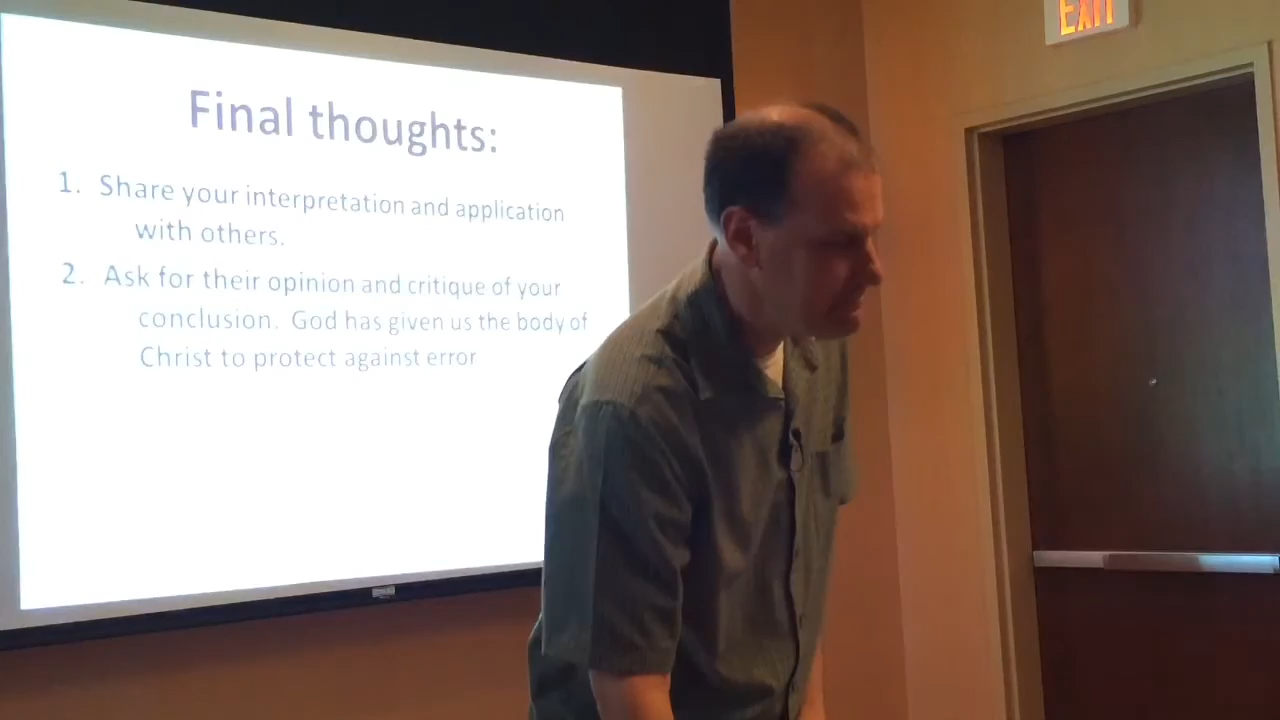 EXIT
Final thoughts:
1. Share your interpretation and application
with others.
2. Ask for their opinion and critique of your
conclusion. God has given us the body of
Christ to protect against error